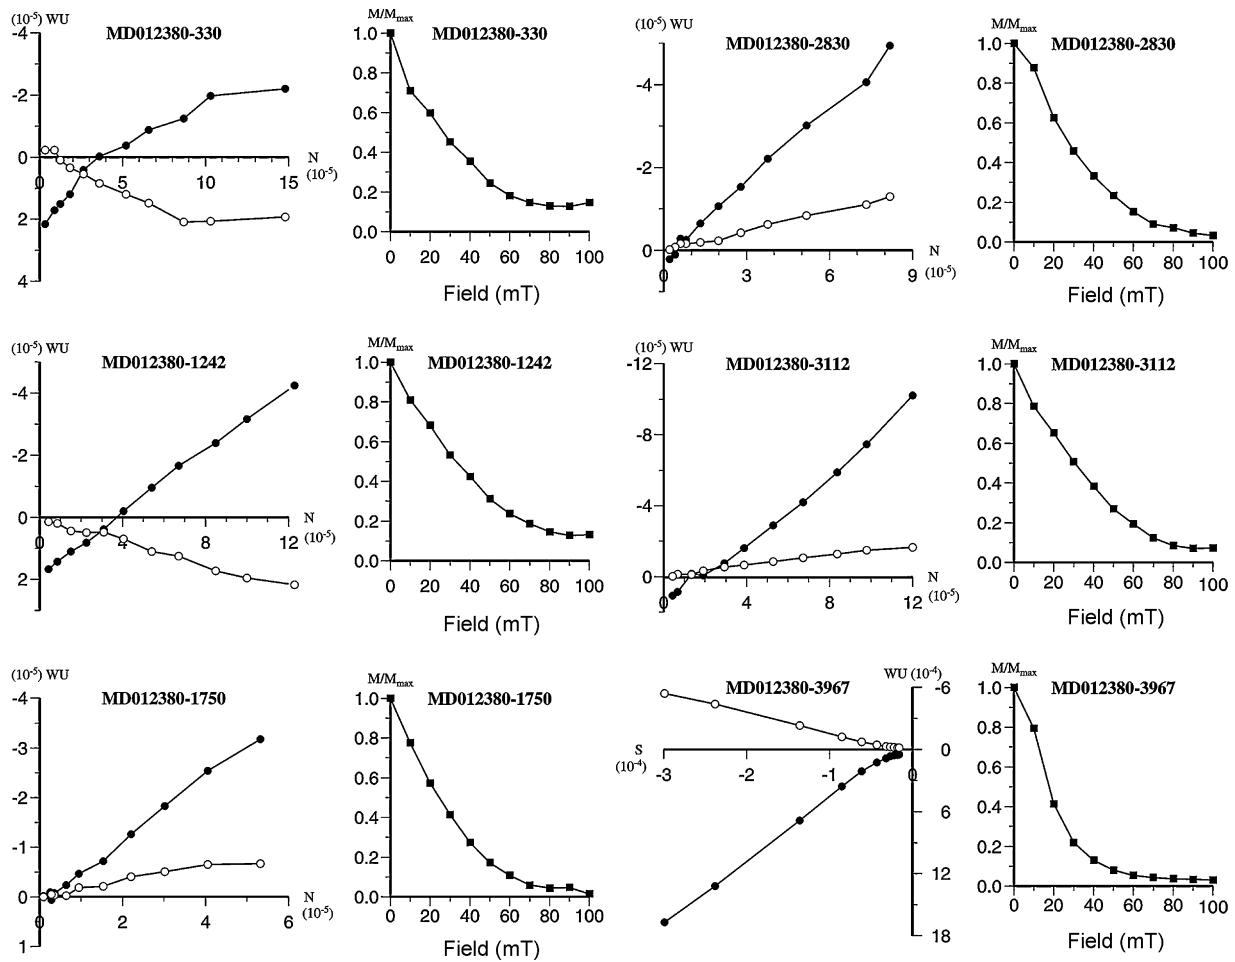 (10⁻⁵) WU
-4
-2
0
2
4
0
5
10
15
N
(10⁻⁵)
MD012380-330
M/Mmax
1.0
0.8
0.6
0.4
0.2
0.0
0 20 40 60 80 100
Field (mT)
MD012380-330
(10⁻⁵) WU
-4
-2
0
0
3
6
9
N
(10⁻⁵)
MD012380-2830
M/Mmax
1.0
0.8
0.6
0.4
0.2
0.0
0 20 40 60 80 100
Field (mT)
MD012380-2830
(10⁻⁵) WU
-4
-2
0
2
0
4
8
12
N
(10⁻⁵)
MD012380-1242
M/Mmax
1.0
0.8
0.6
0.4
0.2
0.0
0 20 40 60 80 100
Field (mT)
MD012380-1242
(10⁻⁵) WU
-12
-8
-4
0
0
4
8
12
N
(10⁻⁵)
MD012380-3112
M/Mmax
1.0
0.8
0.6
0.4
0.2
0.0
0 20 40 60 80 100
Field (mT)
MD012380-3112
(10⁻⁵) WU
-4
-3
-2
-1
0
1
0
2
4
6
N
(10⁻⁵)
MD012380-1750
M/Mmax
1.0
0.8
0.6
0.4
0.2
0.0
0 20 40 60 80 100
Field (mT)
MD012380-1750
WU (10⁻⁴)
-6
0
6
12
18
S
(10⁻⁴)
-3
-2
-1
0
MD012380-3967
M/Mmax
1.0
0.8
0.6
0.4
0.2
0.0
0 20 40 60 80 100
Field (mT)
MD012380-3967